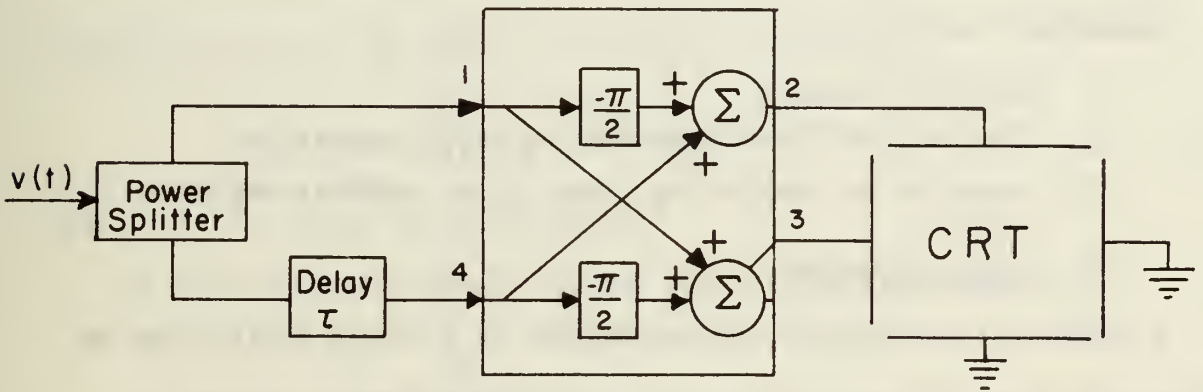 v(t)
Power
Splitter
Delay
τ
1
4
-π
2
-π
2
+
+
Σ
+
+
Σ
2
3
CRT